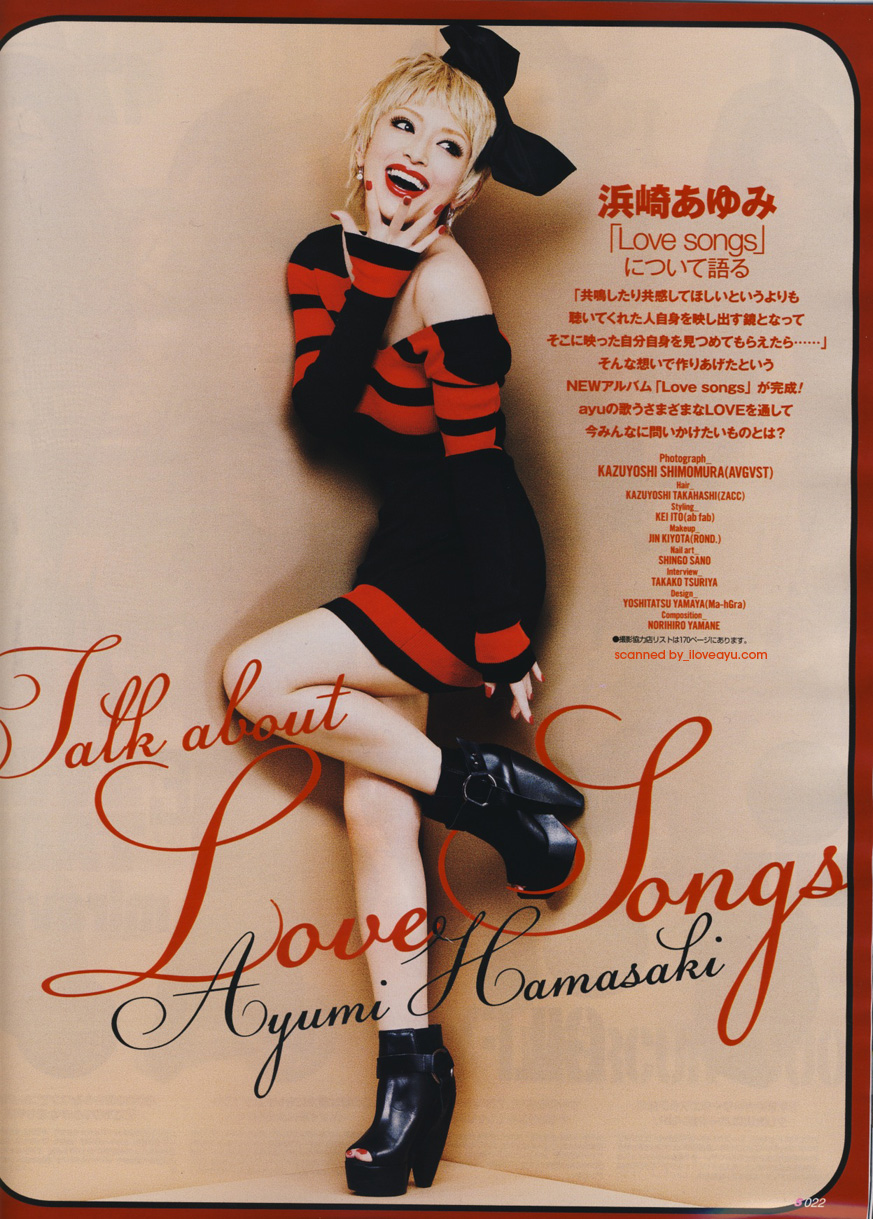 浜崎あゆみ
「Love songs」
について語る
「共鳴したり共感してほしいというよりも
聴いてくれた人自身を映し出す鏡となって
そこに映った自分自身を見つめてもらえたら……」
そんな想いで作りあげたという
NEWアルバム「Love songs」が完成!
ayuの歌うさまざまなLOVEを通して
今みんなに問いかけたいものとは?
Photograph_
KAZUYOSHI SHIMOMURA(AVGVST)
Hair_
KAZUYOSHI TAKAHASHI(ZACC)
Styling_
KEI ITO(ab fab)
Makeup_
JIN KIYOTA(ROND.)
Nail art_
SHINGO SANO
Interview_
TAKAKO TSURIYA
Design_
YOSHITATSU YAMAYA(Ma-hGra)
Composition_
NORIHIRO YAMANE
●撮影協力店リストは170ページにあります。
scanned by_iloveayu.com
Talk about
Love Songs
Ayumi Hamasaki
022